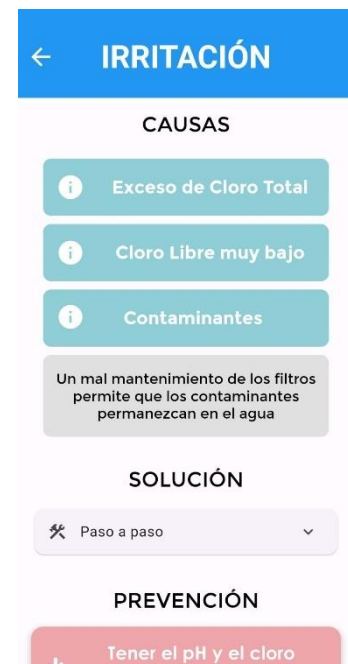 IRRITACIÓN
CAUSAS
Exceso de Cloro Total
Cloro Libre muy bajo
Contaminantes
Un mal mantenimiento de los filtros
permite que los contaminantes
permanezcan en el agua
SOLUCIÓN
Paso a paso
PREVENCIÓN
Tener el pH y el cloro